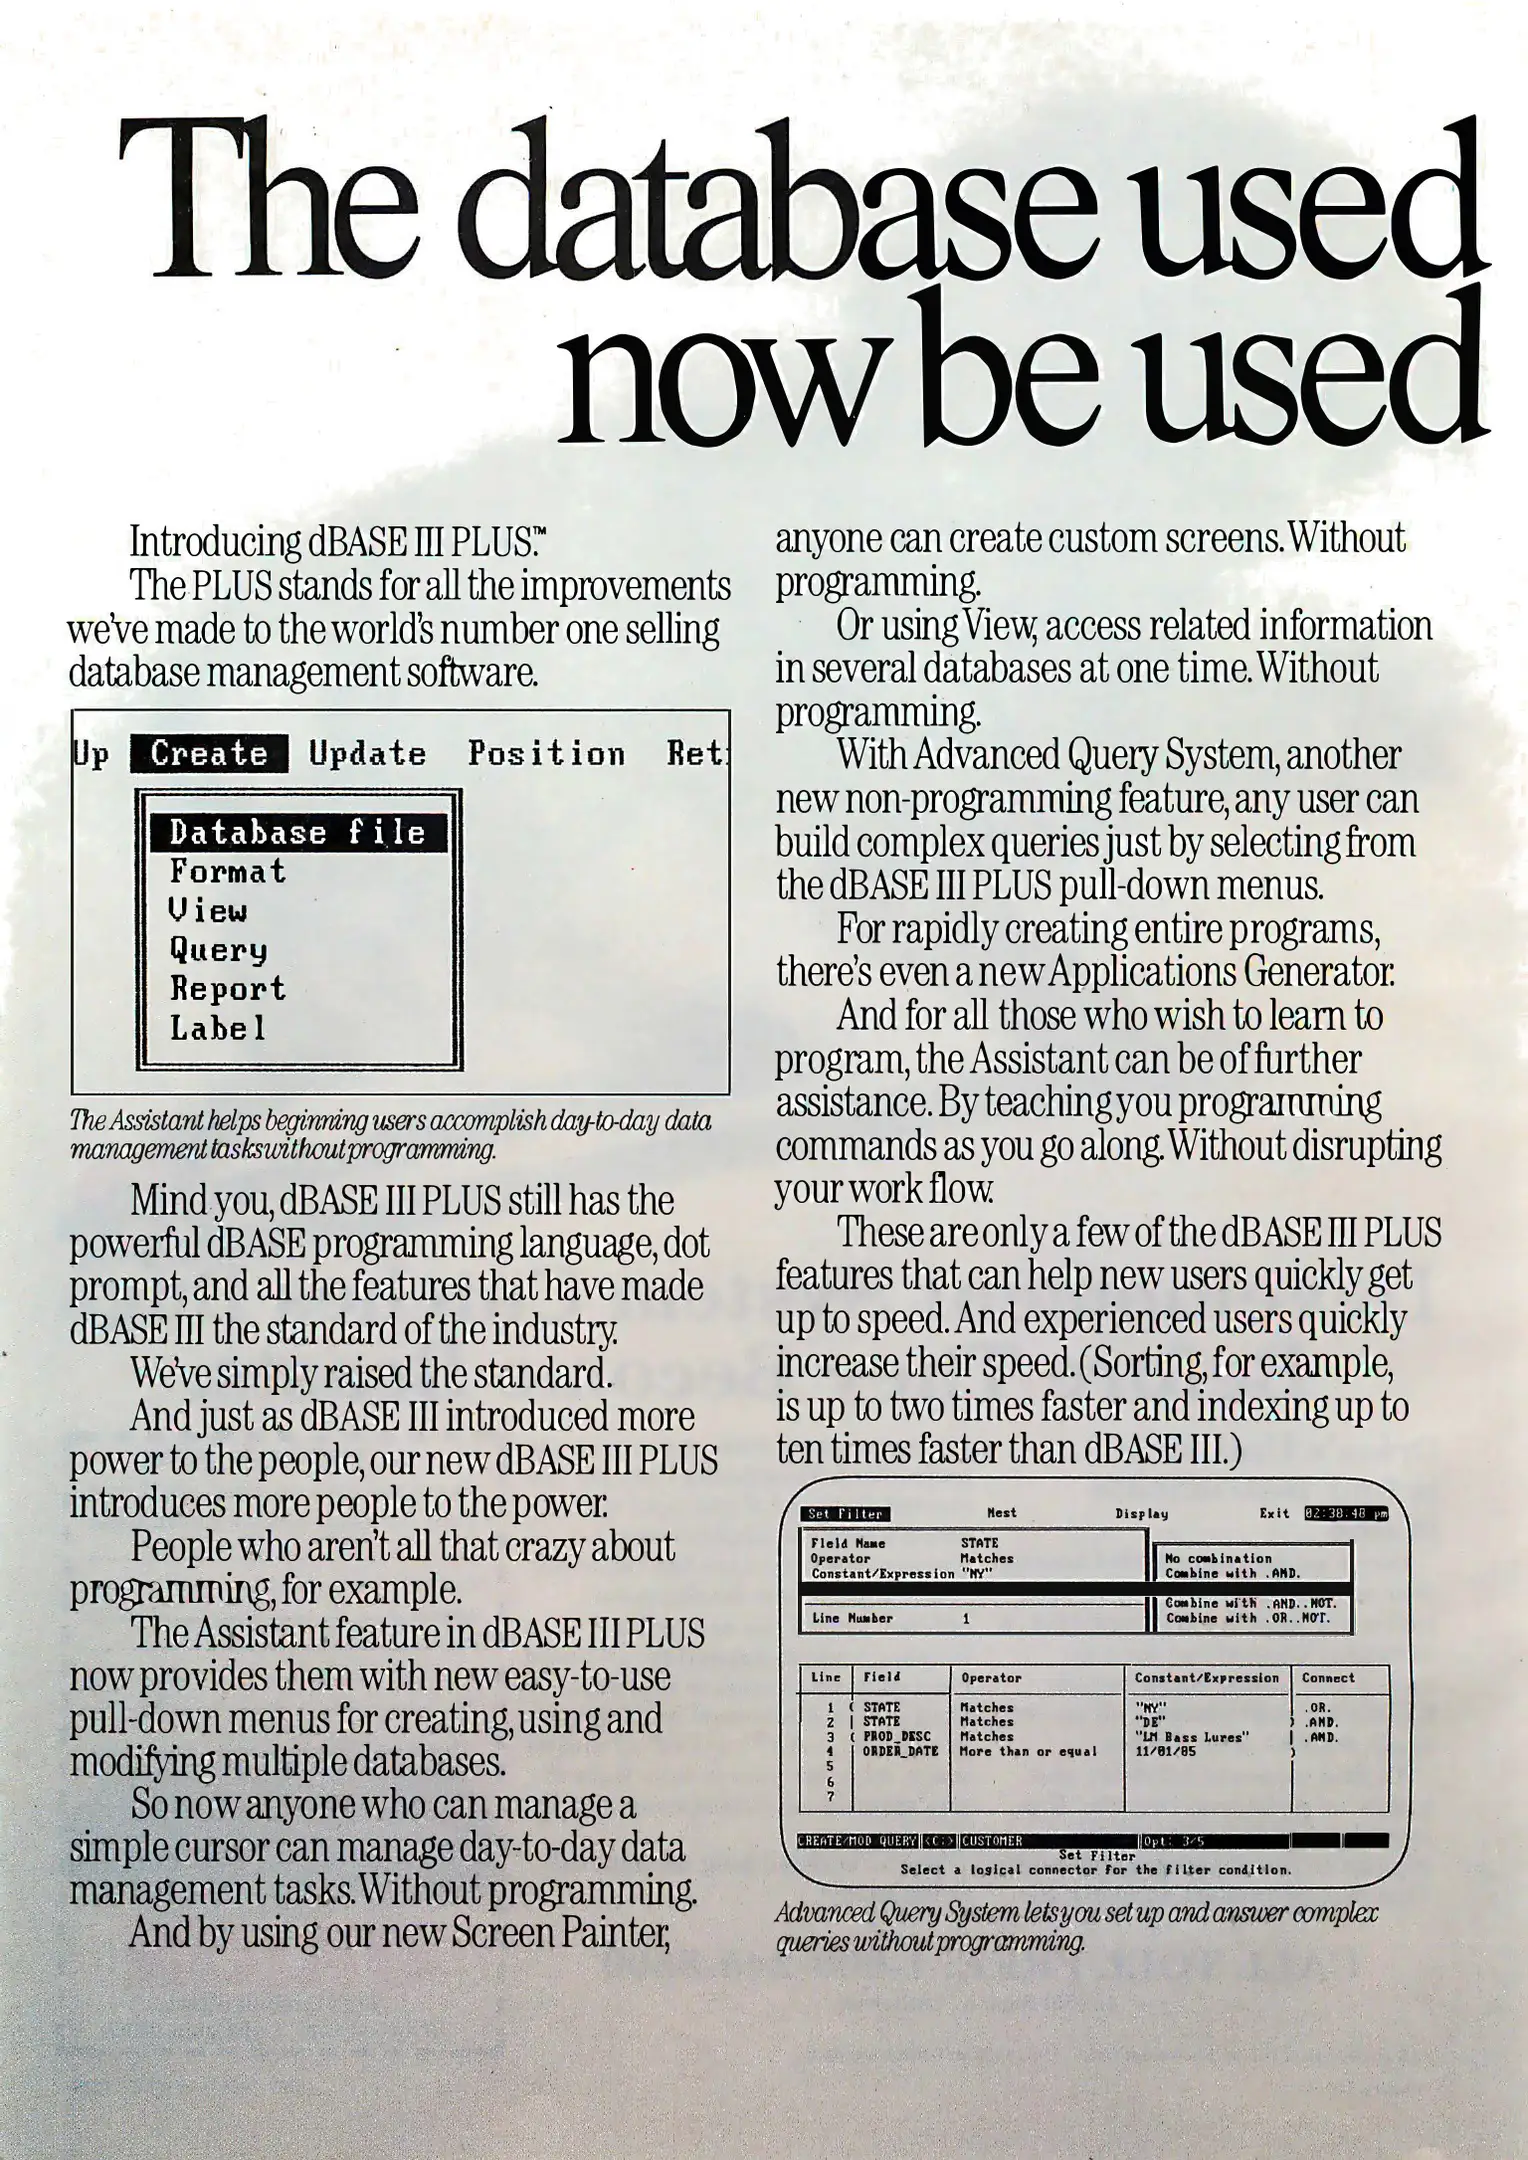 The database used
now be used
Introducing dBASE III PLUS.™
The PLUS stands for all the improvements
we've made to the world's number one selling
database management software.
Up Create Update Position Ret
Database file
Format
View
Query
Report
Label
The Assistant helps beginning users accomplish day-to-day data
management tasks without programming.
Mind you, dBASE III PLUS still has the
powerful dBASE programming language, dot
prompt, and all the features that have made
dBASE III the standard of the industry.
We've simply raised the standard.
And just as dBASE III introduced more
power to the people, our new dBASE III PLUS
introduces more people to the power.
People who aren't all that crazy about
programming, for example.
The Assistant feature in dBASE III PLUS
now provides them with new easy-to-use
pull-down menus for creating, using and
modifying multiple databases.
So now anyone who can manage a
simple cursor can manage day-to-day data
management tasks. Without programming.
And by using our new Screen Painter,
anyone can create custom screens. Without
programming.
Or using View, access related information
in several databases at one time. Without
programming.
With Advanced Query System, another
new non-programming feature, any user can
build complex queries just by selecting from
the dBASE III PLUS pull-down menus.
For rapidly creating entire programs,
there's even a new Applications Generator.
And for all those who wish to learn to
program, the Assistant can be of further
assistance. By teaching you programming
commands as you go along. Without disrupting
your work flow.
These are only a few of the dBASE III PLUS
features that can help new users quickly get
up to speed. And experienced users quickly
increase their speed. (Sorting, for example,
is up to two times faster and indexing up to
ten times faster than dBASE III.)
Set Filter Nest Display Exit 02:30:48 pm
Field Name STATE
Operator Matches No combination
Constant/Expression "NY" Combine with .AND.
Combine with .AND..NOT.
Line Number 1 Combine with .OR..NOT.
Line Field Operator Constant/Expression Connect
1 ( STATE Matches "NY" .OR.
2 | STATE Matches "DE" ) .AND.
3 ( PROD_DESC Matches "LM Bass Lures" | .AND.
4 ORDER_DATE More than or equal 11/01/85 )
5
6
7
CREATE/MOD QUERY <C:> CUSTOMER Opt: 3/5
Set Filter
Select a logical connector for the filter condition.
Advanced Query System lets you set up and answer complex
queries without programming.